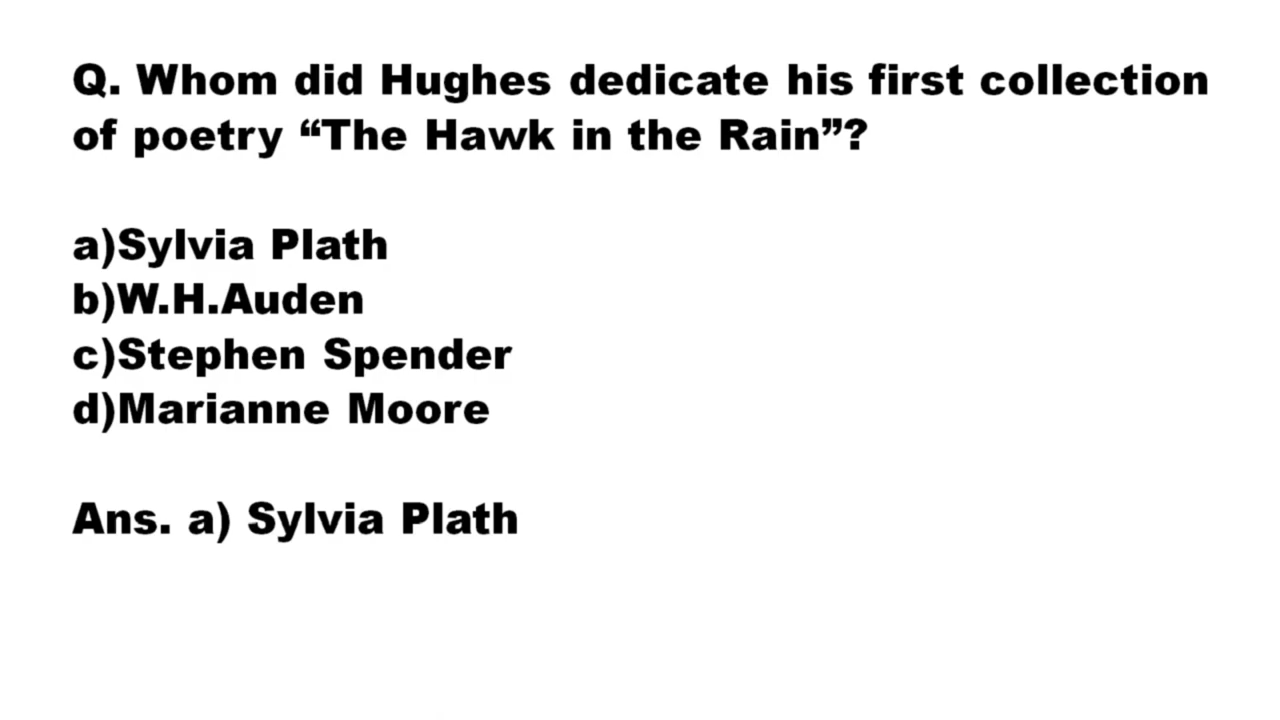 Q. Whom did Hughes dedicate his first collection
of poetry “The Hawk in the Rain”?
a)Sylvia Plath
b)W.H.Auden
c)Stephen Spender
d)Marianne Moore
Ans. a) Sylvia Plath